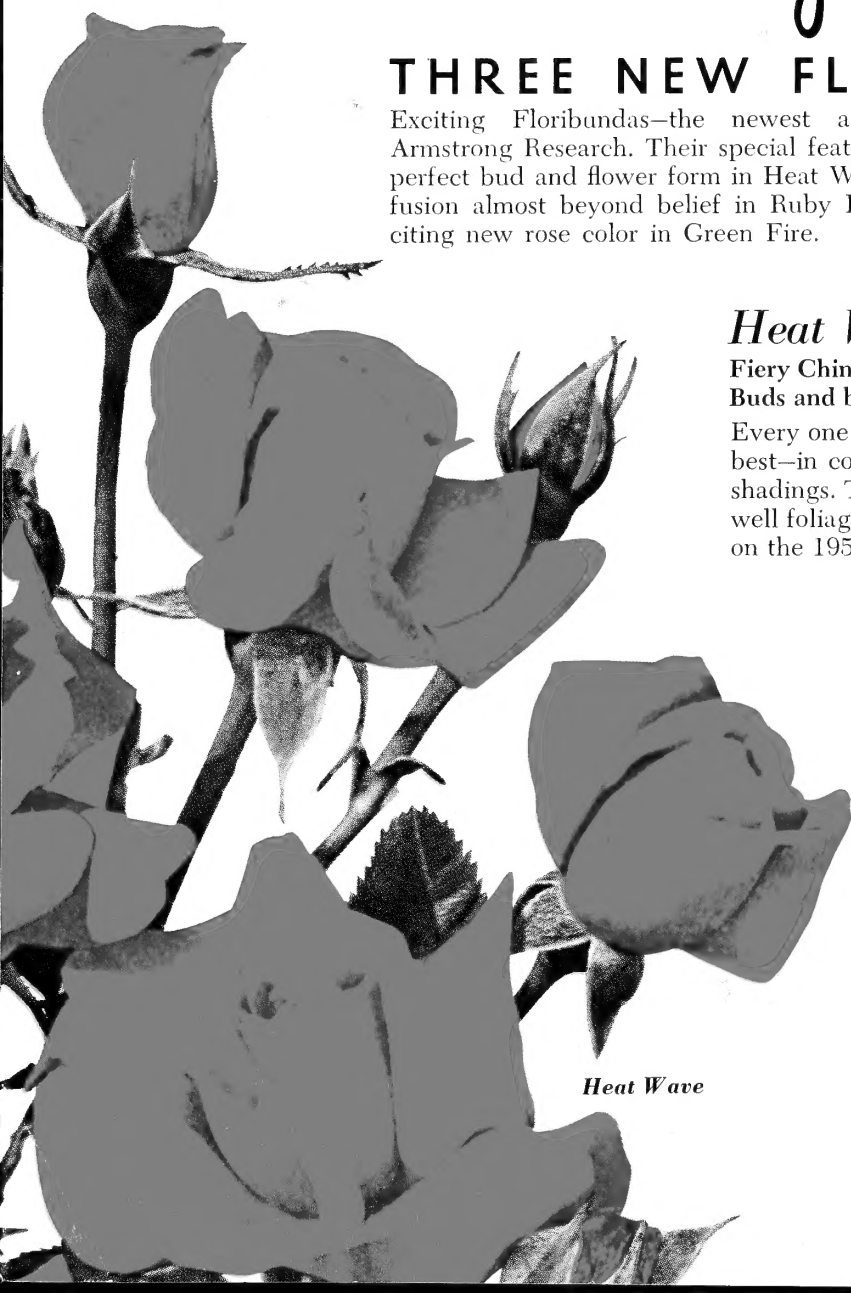 THREE NEW FL
Exciting Floribundas—the newest a
Armstrong Research. Their special feat
perfect bud and flower form in Heat W
fusion almost beyond belief in Ruby
citing new rose color in Green Fire.
Heat
Fiery Chin
Buds and
Every one
best—in co
shadings.
well foliag
on the 195
Heat Wave